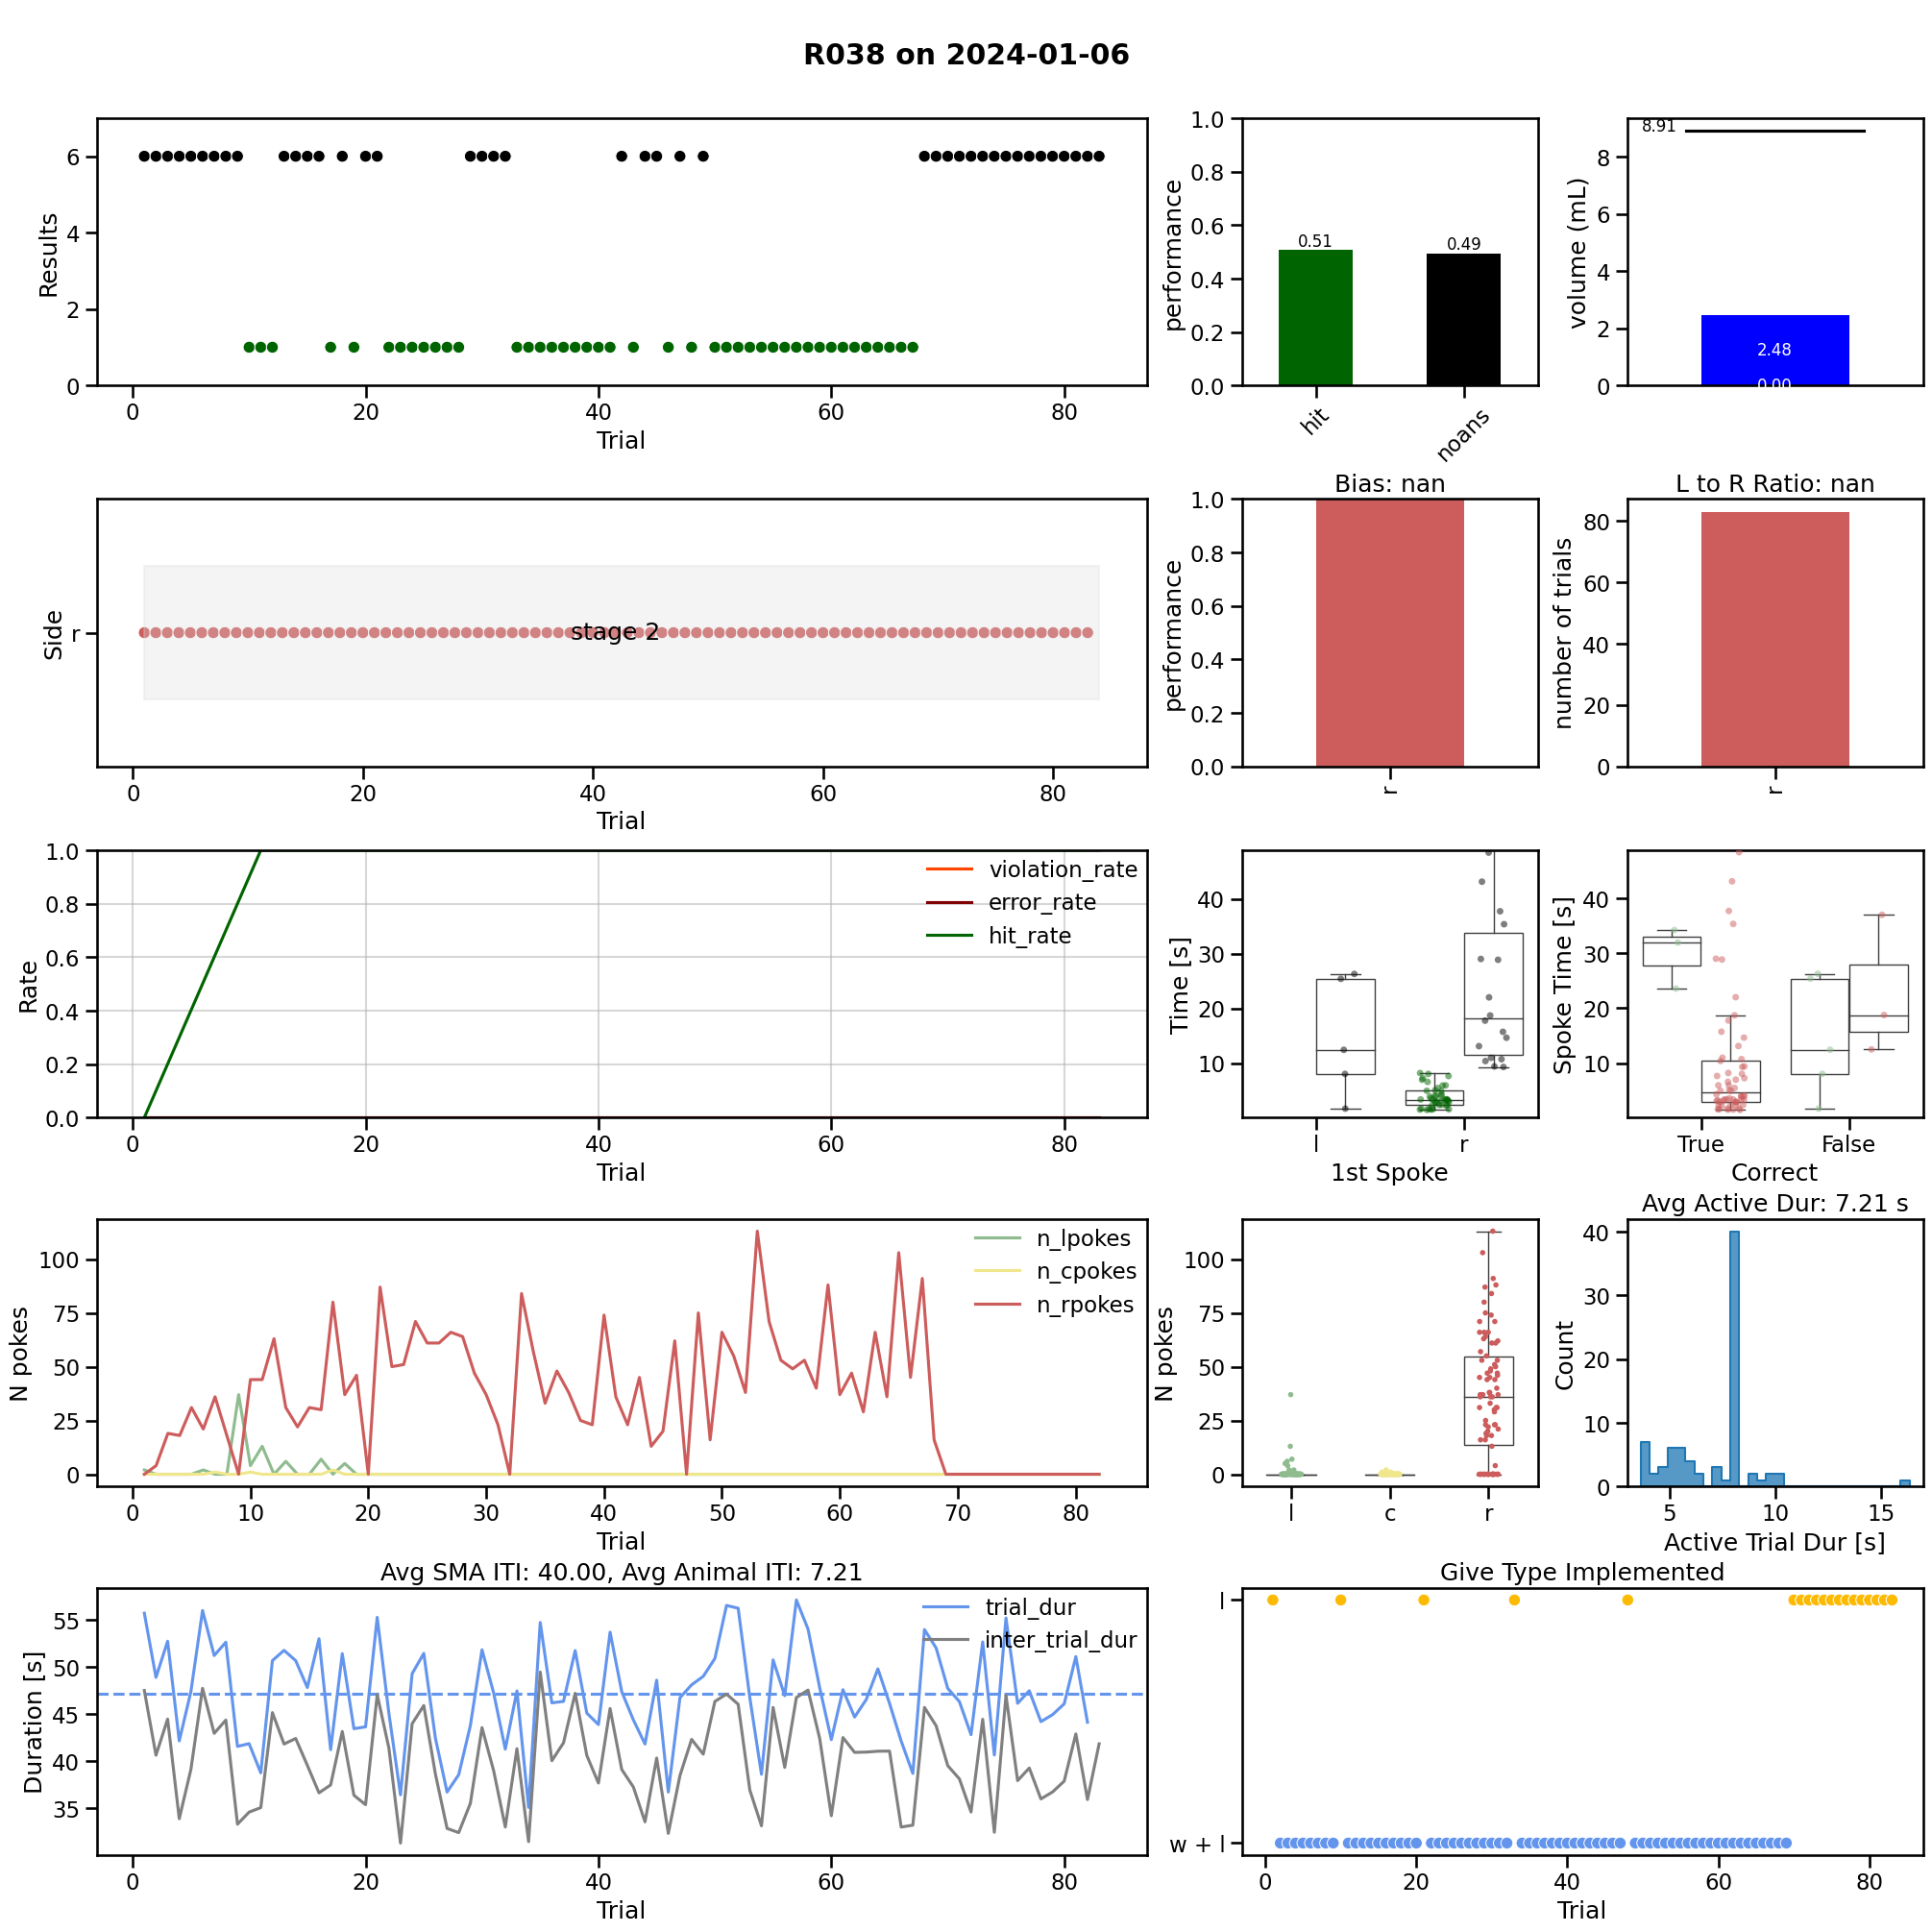 R038 on 2024-01-06
Results
6
4
2
0
0 20 40 60 80
Trial
performance
1.0
0.8
0.6
0.4
0.2
0.0
0.51
0.49
hit
noans
volume (mL)
8
6
4
2
0
8.91
2.48
0.00
Side
r
stage 2
0 20 40 60 80
Trial
Bias: nan
performance
1.0
0.8
0.6
0.4
0.2
0.0
r
L to R Ratio: nan
number of trials
80
60
40
20
0
r
Rate
1.0
0.8
0.6
0.4
0.2
0.0
violation_rate
error_rate
hit_rate
0 20 40 60 80
Trial
Time [s]
40
30
20
10
l r
1st Spoke
Spoke Time [s]
40
30
20
10
True False
Correct
N pokes
100
75
50
25
0
n_lpokes
n_cpokes
n_rpokes
0 10 20 30 40 50 60 70 80
Trial
N pokes
100
75
50
25
0
l c r
Avg Active Dur: 7.21 s
Count
40
30
20
10
0
5 10 15
Active Trial Dur [s]
Avg SMA ITI: 40.00, Avg Animal ITI: 7.21
Duration [s]
55
50
45
40
35
trial_dur
inter_trial_dur
0 20 40 60 80
Trial
Give Type Implemented
l
w + l
0 20 40 60 80
Trial